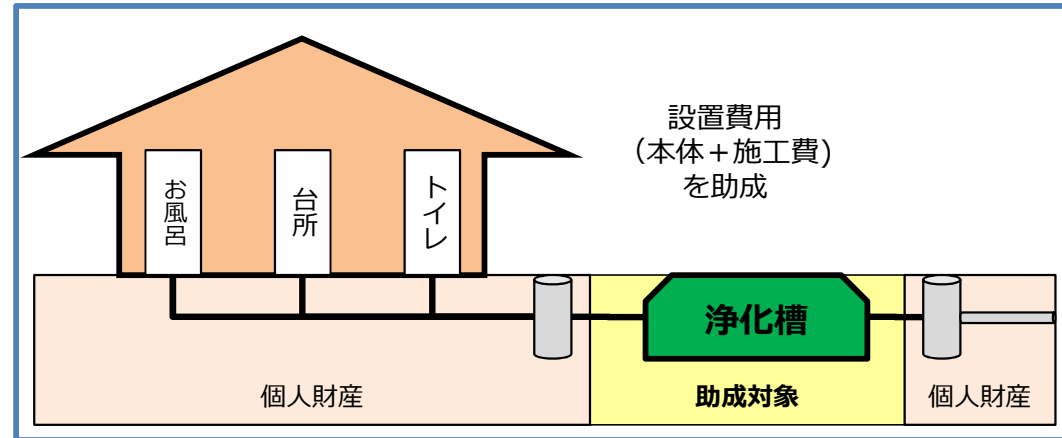 設置費用
（本体＋施工費)
を助成
お風呂
台所
トイレ
浄化槽
個人財産
助成対象
個人財産